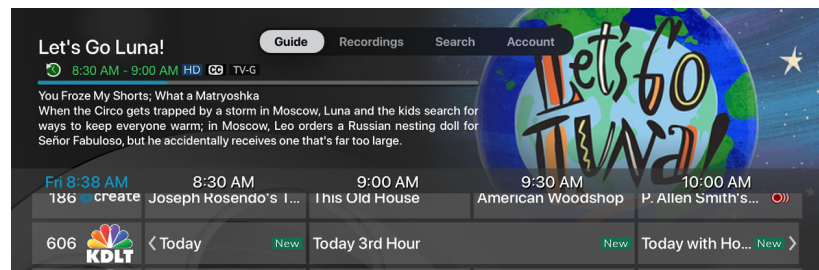 Let's Go Luna!
Guide Recordings Search Account
8:30 AM - 9:00 AM HD CC TV-G
You Froze My Shorts; What a Matryoshka
When the Circo gets trapped by a storm in Moscow, Luna and the kids search for
ways to keep everyone warm; in Moscow, Leo orders a Russian nesting doll for
Señor Fabuloso, but he accidentally receives one that's far too large.
Let's Go
Luna!
Fri 8:38 AM 8:30 AM 9:00 AM 9:30 AM 10:00 AM
186 create Joseph Rosendo's T... This Old House American Woodshop P. Allen Smith's...
606 KDLT Today New Today 3rd Hour New Today with Ho... New